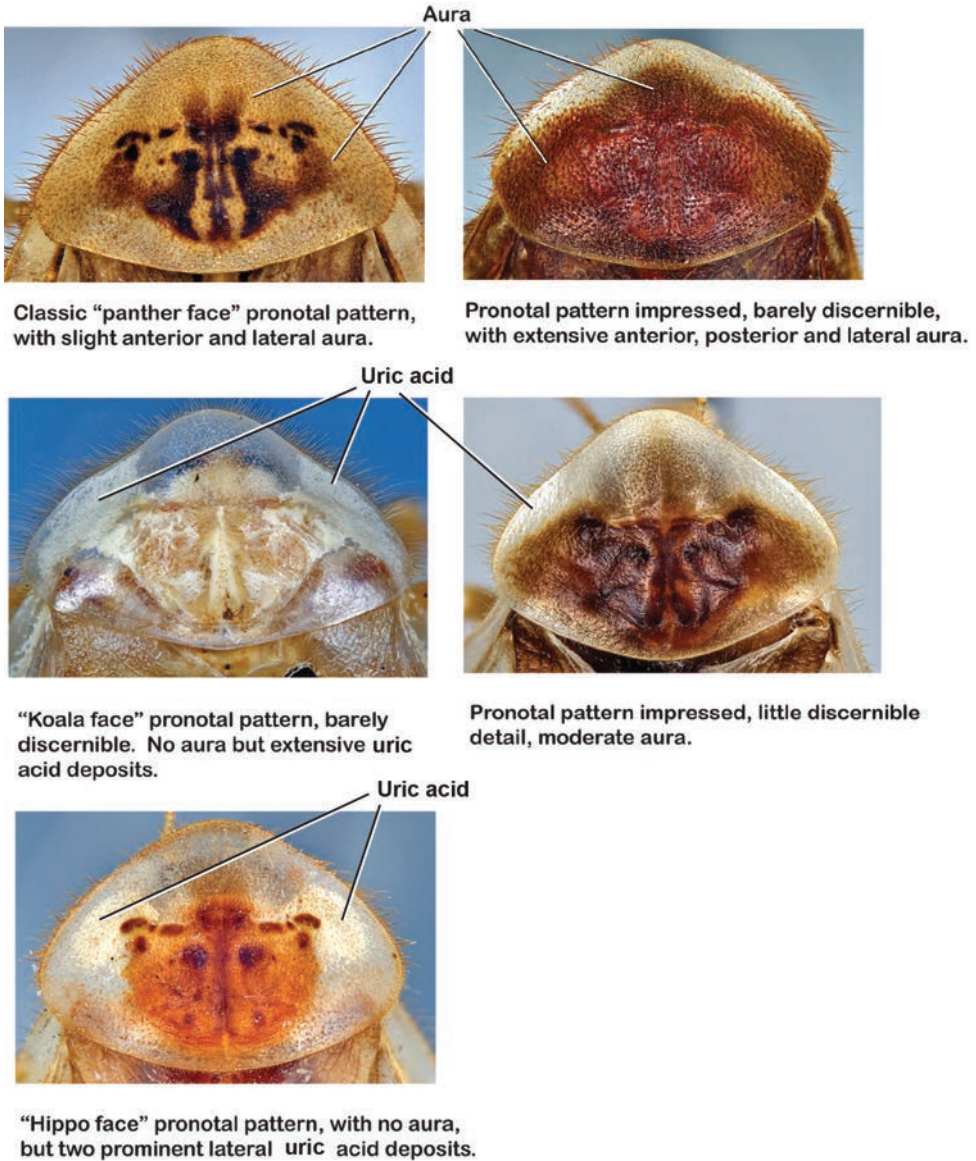 Aura
Classic “panther face” pronotal pattern,
with slight anterior and lateral aura.
Pronotal pattern impressed, barely discernible,
with extensive anterior, posterior and lateral aura.
Uric acid
“Koala face” pronotal pattern, barely
discernible. No aura but extensive uric
acid deposits.
Pronotal pattern impressed, little discernible
detail, moderate aura.
Uric acid
“Hippo face” pronotal pattern, with no aura,
but two prominent lateral uric acid deposits.